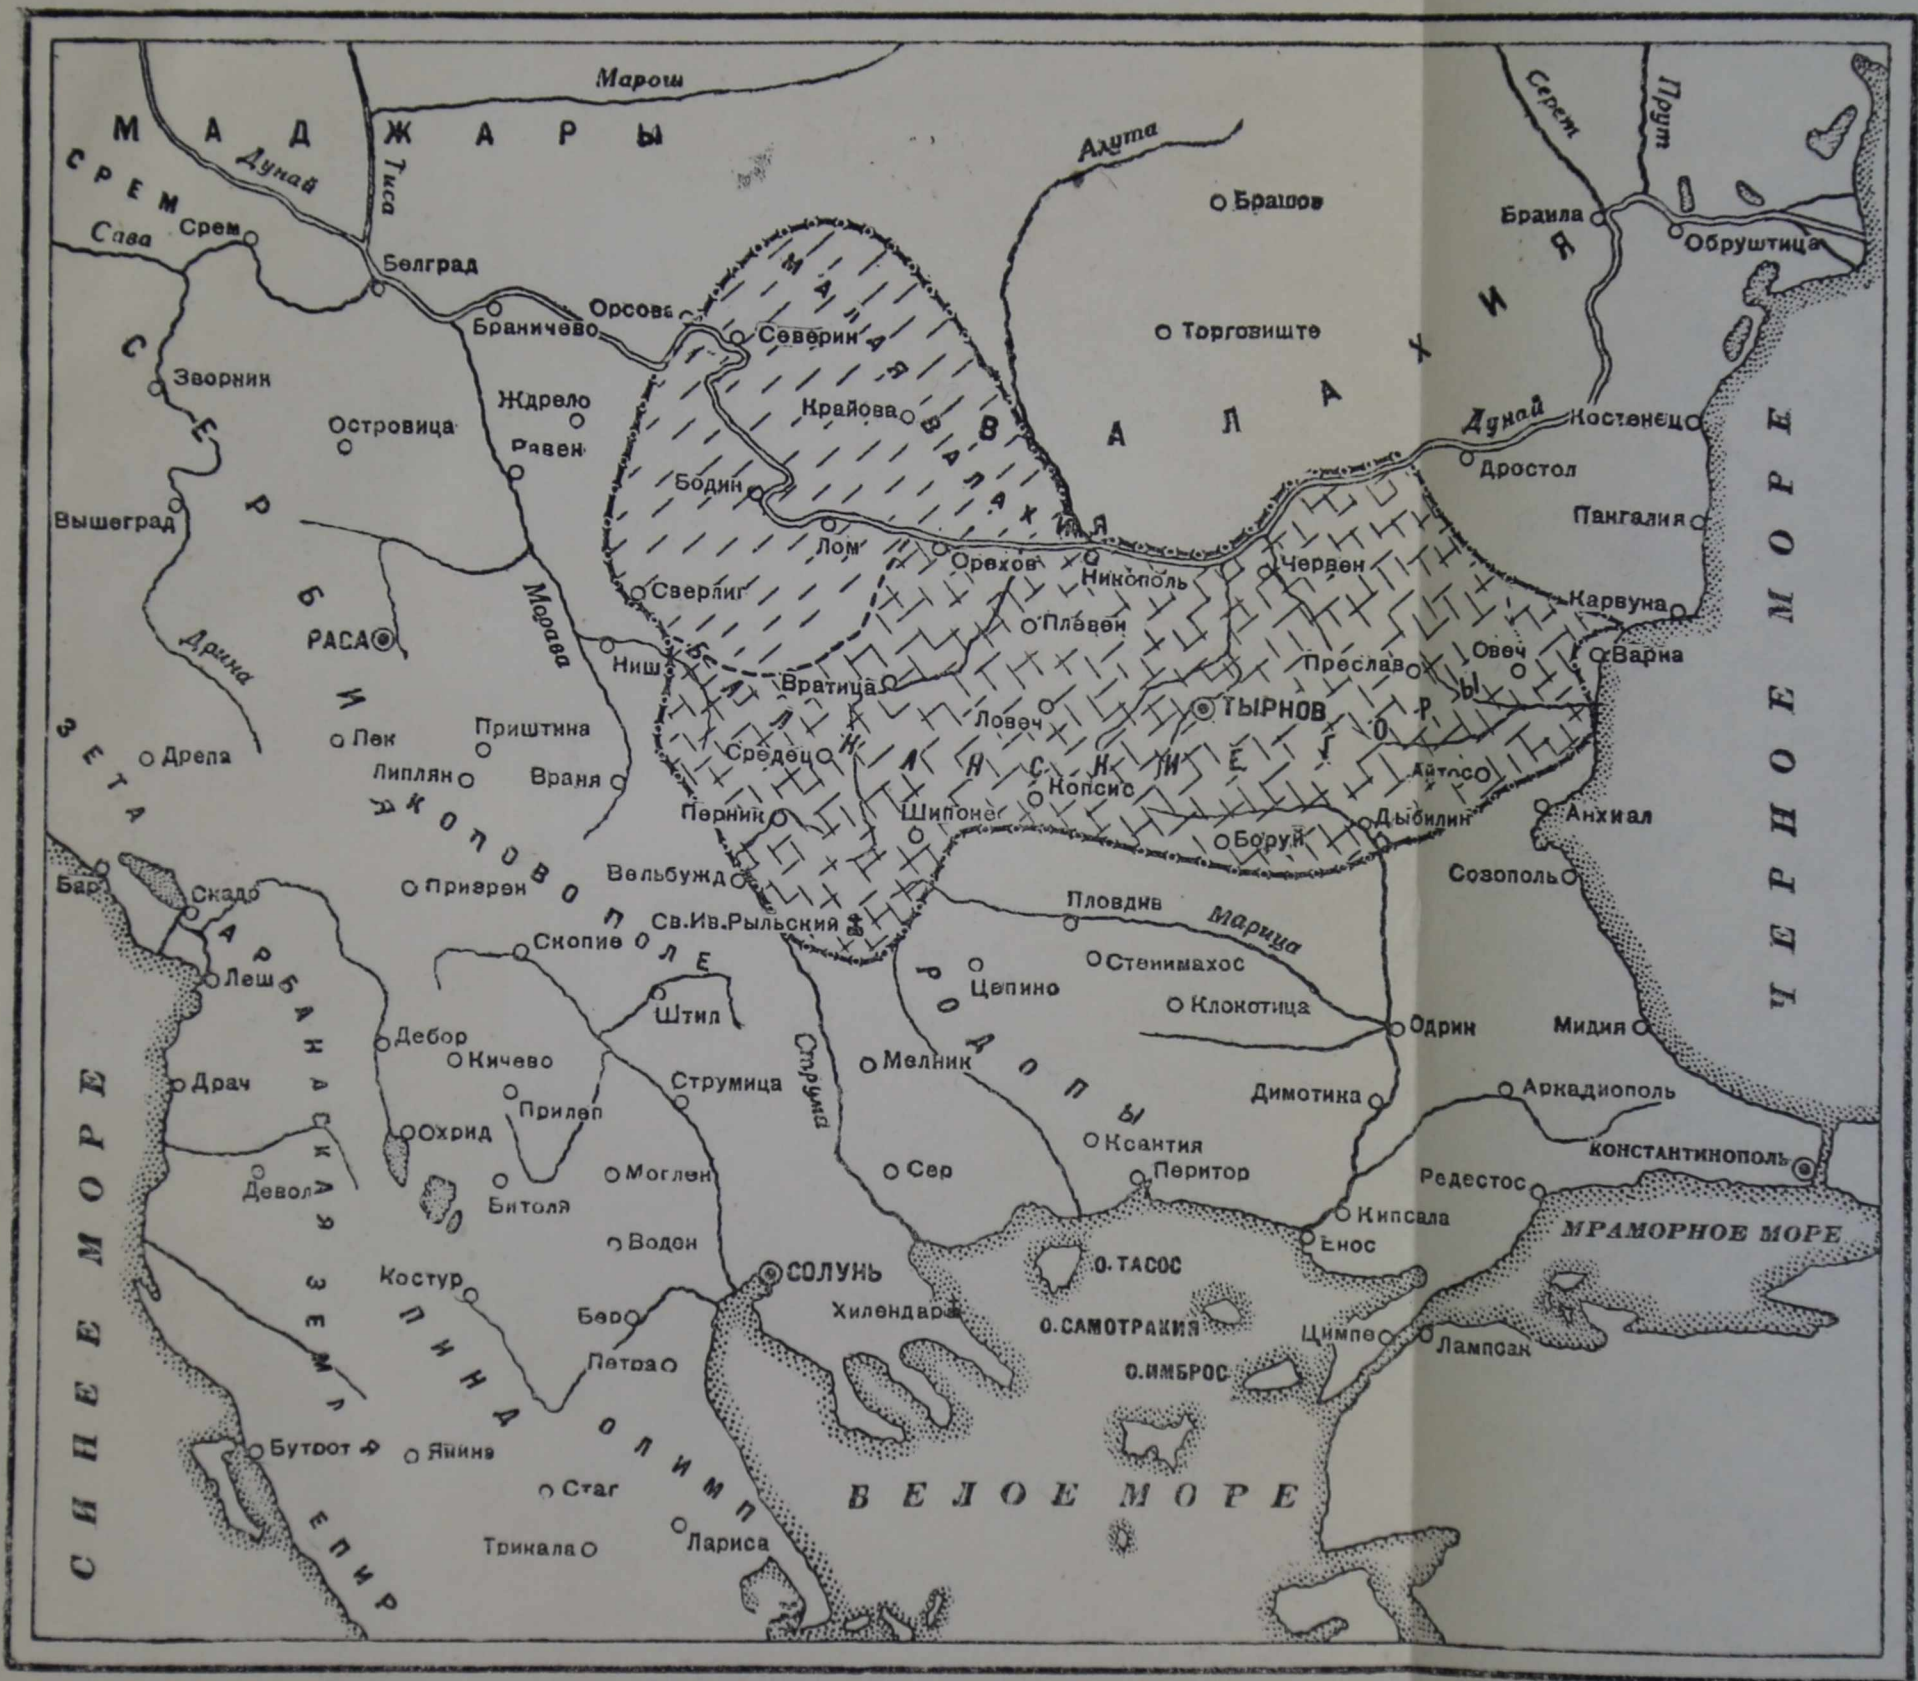 Марош
МАДЖАРЫ
Дунай
Тиса
СРЕМ
Срем
Сава
Белград
Браничево
Орсова
Северин
МАЛАЯ ВАЛАХИЯ
Крайова
Алута
Брашов
Торговиште
ВАЛАХИЯ
Серет
Прут
Браила
Обруштица
Дунай
Костенец
Дростол
Пангалия
Карвуна
Варна
ЧЕРНОЕ МОРЕ
СЕРБИЯ
Зворник
Островица
Ждрело
Равен
Вышеград
Бодин
Лом
Орехов
Никополь
Червен
Сверлиг
Плевен
РАСА
Морава
Дрина
Ниш
БАЛКАНСКИЕ ГОРЫ
Вратица
Преслав
Овеч
Ловеч
ТЫРНОВ
ЗЕТА
Дрепа
Пек
Приштина
Липлян
Враня
Средец
Копсис
Айтос
Перник
Шипоне
Боруй
Дыбилин
Анхиал
КОПОВО ПОЛЕ
Бар
Скадр
Призрен
Вельбужд
Созополь
Св.Ив.Рыльский
Пловдив
Марица
АРБАНАСКАЯ ЗЕМЛЯ
Скопие
Леш
Штип
РОДОПЫ
Цепино
Стенимахос
Клокотица
Одрин
Мидия
Дебор
Кичево
Струма
Мелник
Драч
Прилеп
Струмица
Димотика
Аркадиополь
Охрид
Ксантия
Перитор
КОНСТАНТИНОПОЛЬ
Девол
Битоля
Моглен
Сер
Редестос
Кипсала
МРАМОРНОЕ МОРЕ
Воден
Енос
СОЛУНЬ
О.ТАСОС
Костур
Хилендар
О.САМОТРАКИЯ
Бер
Цимпе
Лампсак
ПИНД
Петра
О.ИМБРОС
ОЛИМП
Бутрот
Янина
Стаг
БЕЛОЕ МОРЕ
Трикала
Лариса
ЕПИР
СИНЕЕ МОРЕ